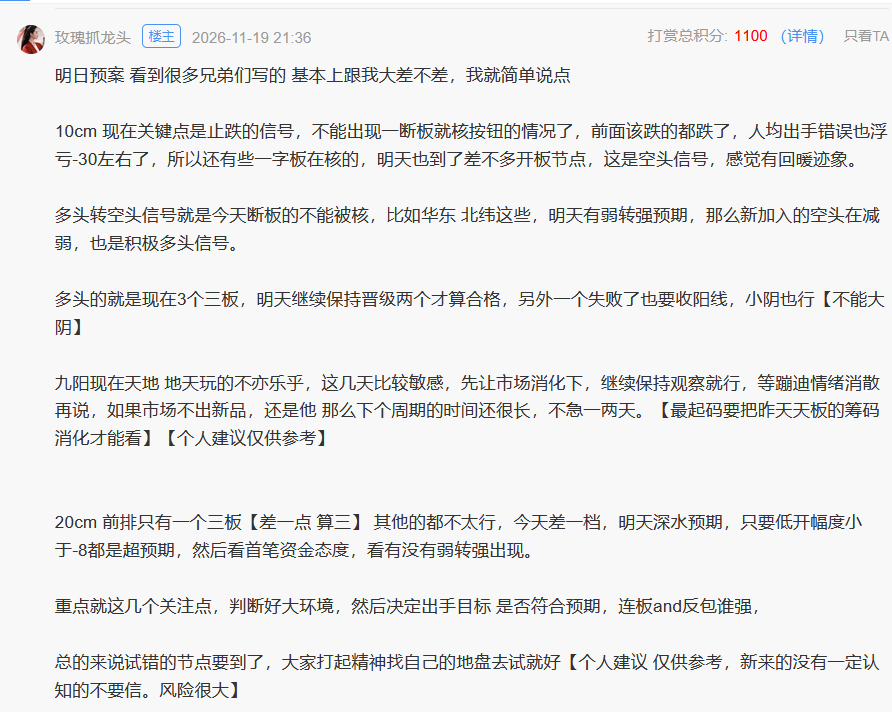 玫瑰抓龙头 楼主 2026-11-19 21:36 打赏总积分: 1100 (详情) 只看TA
明日预案 看到很多兄弟们写的 基本上跟我大差不差，我就简单说点
10cm 现在关键点是止跌的信号，不能出现一断板就核按钮的情况了，前面该跌的都跌了，人均出手错误也浮
亏-30左右了，所以还有些一字板在核的，明天也到了差不多开板节点，这是空头信号，感觉有回暖迹象。
多头转空头信号就是今天断板的不能被核，比如华东 北纬这些，明天有弱转强预期，那么新加入的空头在减
弱，也是积极多头信号。
多头的就是现在3个三板，明天继续保持晋级两个才算合格，另外一个失败了也要收阳线，小阴也行【不能大
阴】
九阳现在天地 地天玩的不亦乐乎，这几天比较敏感，先让市场消化下，继续保持观察就行，等蹦迪情绪消散
再说，如果市场不出新品，还是他 那么下个周期的时间还很长，不急一两天。【最起码要把昨天天板的筹码
消化才能看】【个人建议仅供参考】
20cm 前排只有一个三板【差一点 算三】 其他的都不太行，今天差一档，明天深水预期，只要低开幅度小
于-8都是超预期，然后看首笔资金态度，看有没有弱转强出现。
重点就这几个关注点，判断好大环境，然后决定出手目标 是否符合预期，连板and反包谁强，
总的来说试错的节点要到了，大家打起精神找自己的地盘去试就好【个人建议 仅供参考，新来的没有一定认
知的不要信。风险很大】